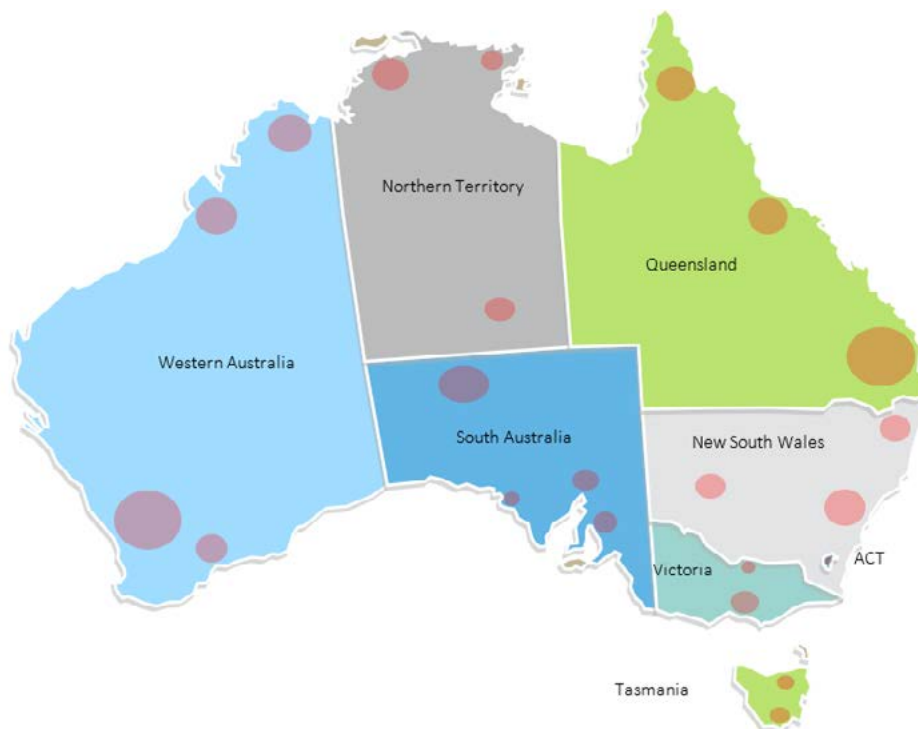 Northern Territory
Queensland
Western Australia
South Australia
New South Wales
ACT
Victoria
Tasmania